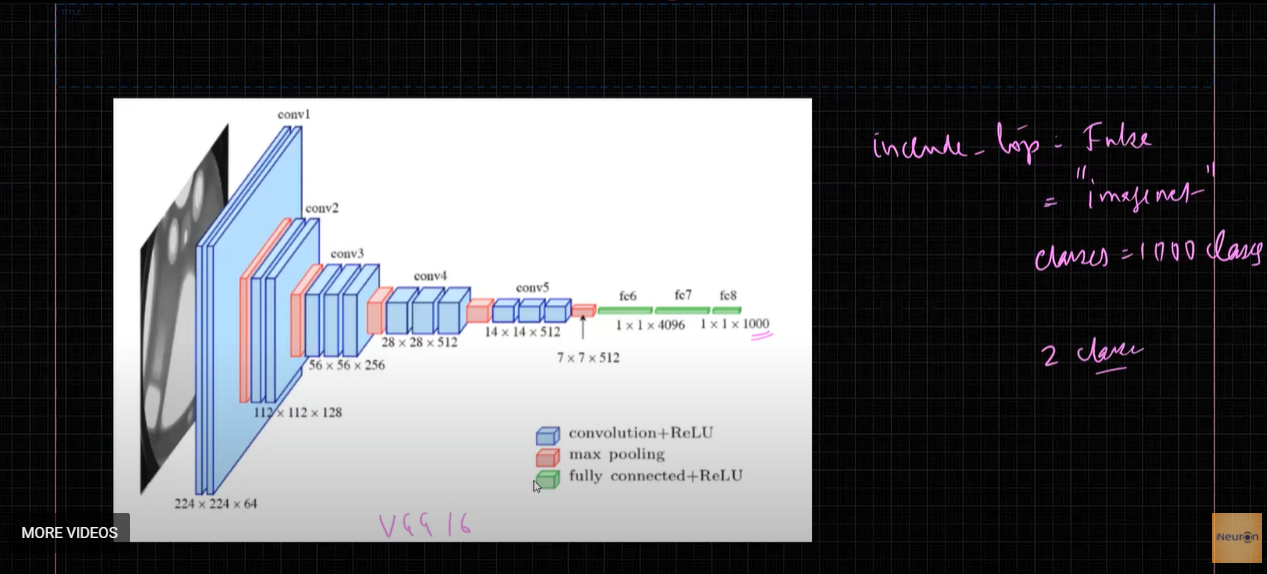 TITLE
conv1
conv2
conv3
conv4
conv5
fc6 fc7 fc8
1 × 1 × 4096 1 × 1 × 1000
14 × 14 × 512
28 × 28 × 512
7 × 7 × 512
56 × 56 × 256
112 × 112 × 128
224 × 224 × 64
convolution+ReLU
max pooling
fully connected+ReLU
VGG 16
include_top : False
= "imagenet"
classes = 1000 class
2 class
MORE VIDEOS
Neuron